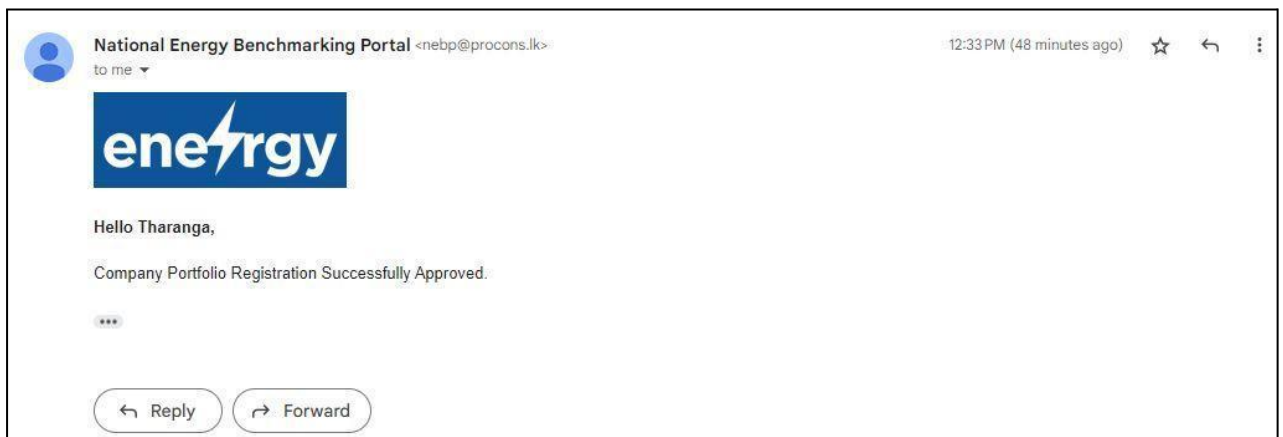 National Energy Benchmarking Portal <nebp@procons.lk> 12:33 PM (48 minutes ago)
to me
energy
Hello Tharanga,
Company Portfolio Registration Successfully Approved.
Reply Forward